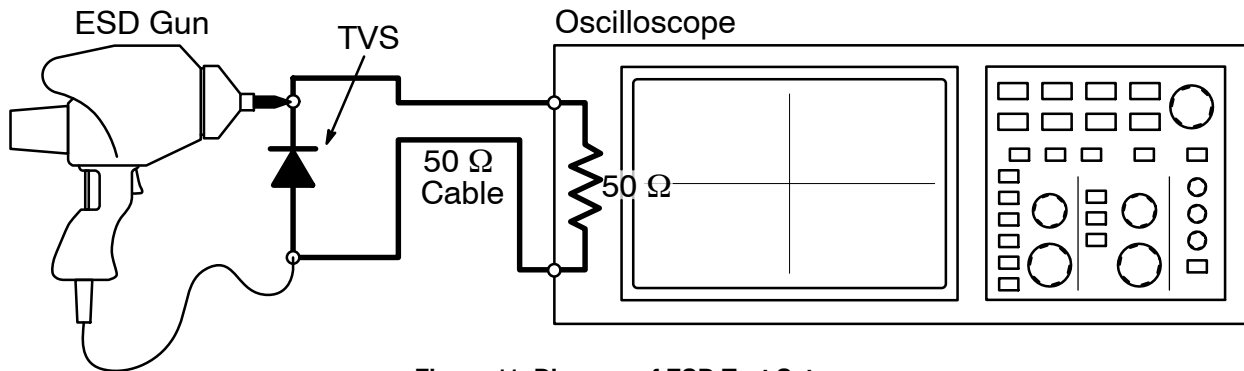 ESD Gun
TVS
Oscilloscope
50 Ω
Cable
50 Ω